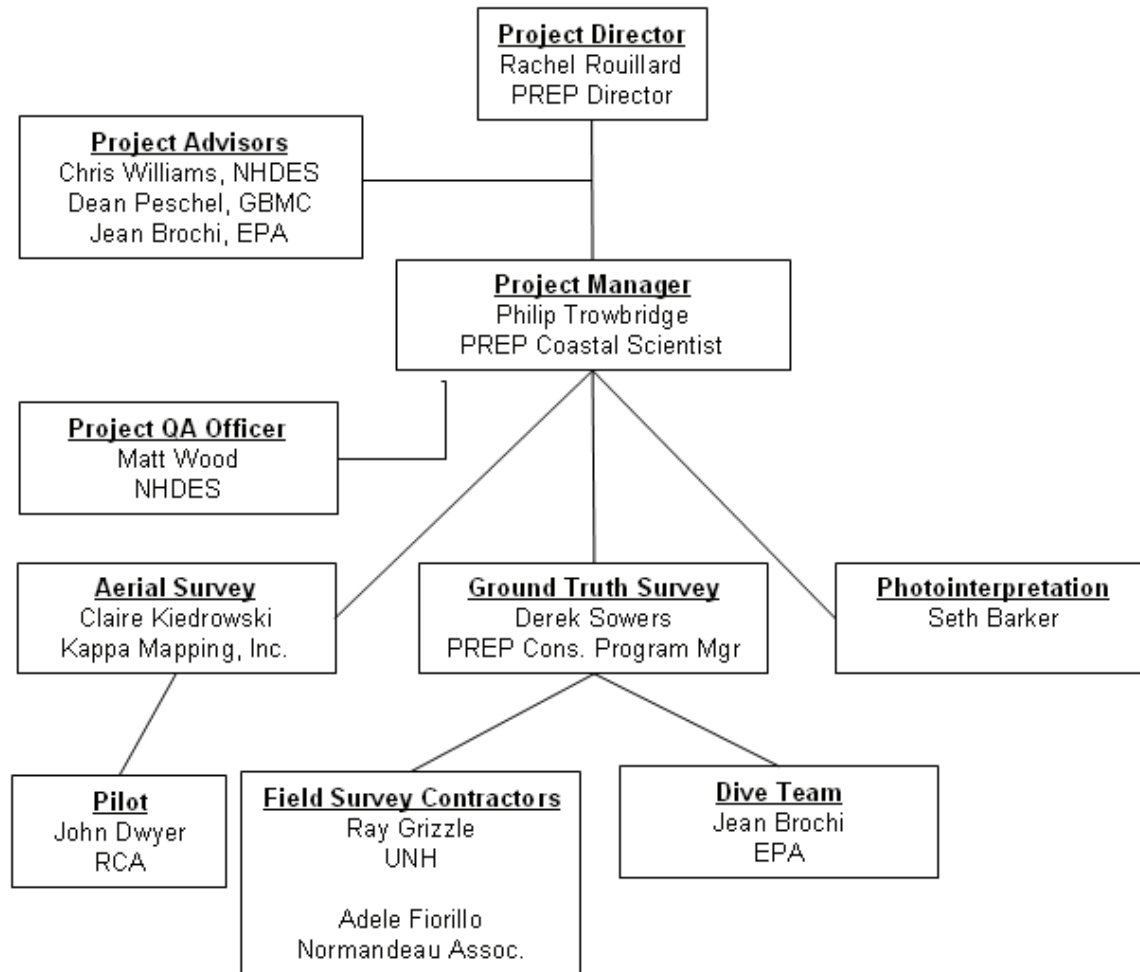 Project Director
Rachel Rouillard
PREP Director
Project Advisors
Chris Williams, NHDES
Dean Peschel, GBMC
Jean Brochi, EPA
Project Manager
Philip Trowbridge
PREP Coastal Scientist
Project QA Officer
Matt Wood
NHDES
Aerial Survey
Claire Kiedrowski
Kappa Mapping, Inc.
Ground Truth Survey
Derek Sowers
PREP Cons. Program Mgr
Photointerpretation
Seth Barker
Pilot
John Dwyer
RCA
Field Survey Contractors
Ray Grizzle
UNH
Adele Fiorillo
Normandeau Assoc.
Dive Team
Jean Brochi
EPA